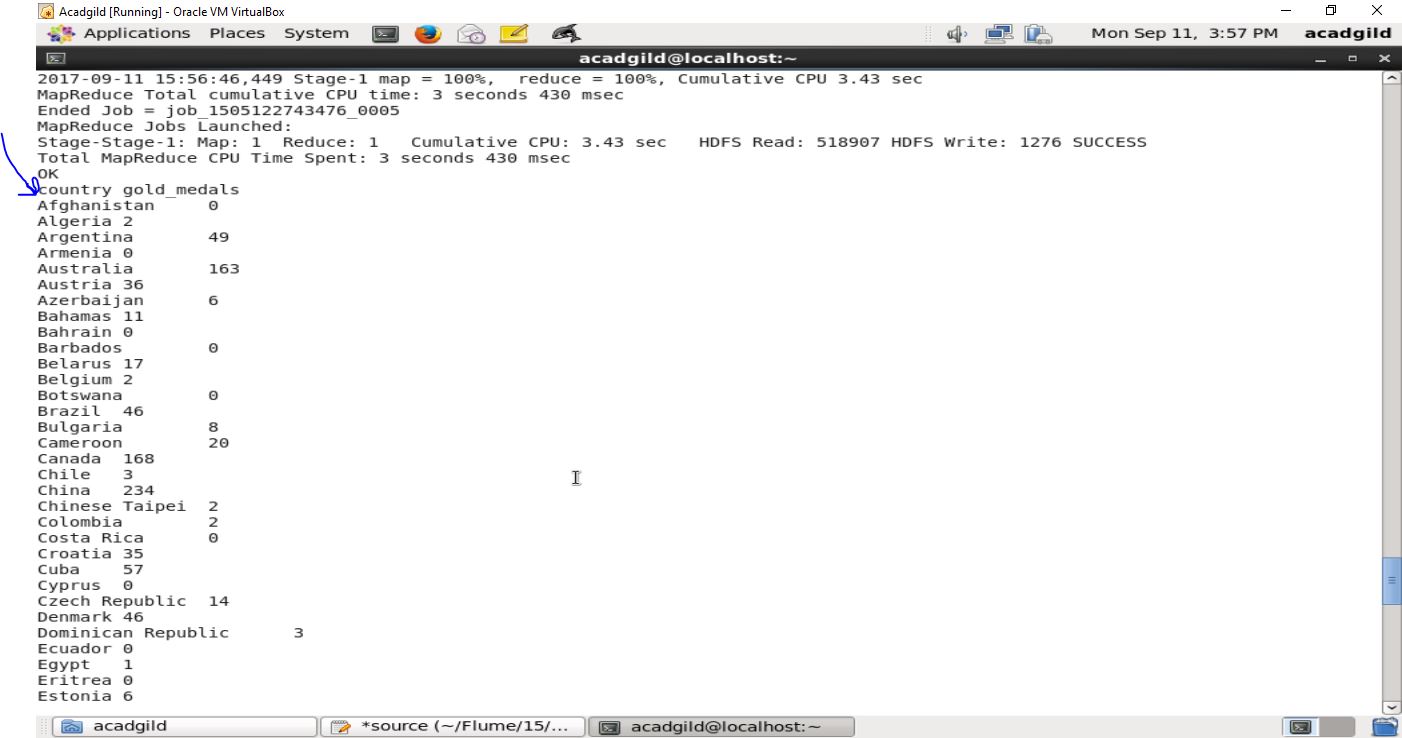 Acadgild [Running] - Oracle VM VirtualBox
Applications Places System Mon Sep 11, 3:57 PM acadgild
acadgild@localhost:~
2017-09-11 15:56:46,449 Stage-1 map = 100%,  reduce = 100%, Cumulative CPU 3.43 sec
MapReduce Total cumulative CPU time: 3 seconds 430 msec
Ended Job = job_1505122743476_0005
MapReduce Jobs Launched:
Stage-Stage-1: Map: 1  Reduce: 1   Cumulative CPU: 3.43 sec   HDFS Read: 518907 HDFS Write: 1276 SUCCESS
Total MapReduce CPU Time Spent: 3 seconds 430 msec
OK
country gold_medals
Afghanistan 0
Algeria 2
Argentina 49
Armenia 0
Australia 163
Austria 36
Azerbaijan 6
Bahamas 11
Bahrain 0
Barbados 0
Belarus 17
Belgium 2
Botswana 0
Brazil 46
Bulgaria 8
Cameroon 20
Canada 168
Chile 3
China 234
Chinese Taipei 2
Colombia 2
Costa Rica 0
Croatia 35
Cuba 57
Cyprus 0
Czech Republic 14
Denmark 46
Dominican Republic 3
Ecuador 0
Egypt 1
Eritrea 0
Estonia 6
acadgild *source (~/Flume/15/... acadgild@localhost:~